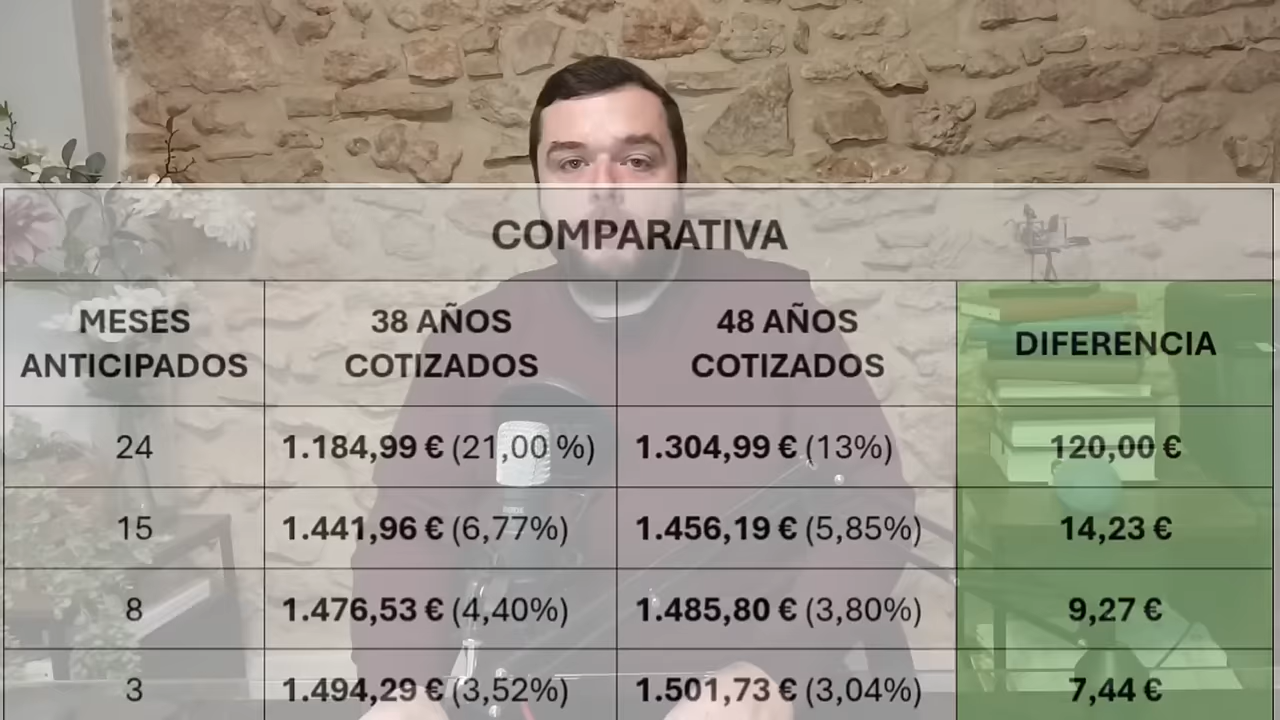 COMPARATIVA
MESES ANTICIPADOS	38 AÑOS COTIZADOS	48 AÑOS COTIZADOS	DIFERENCIA
24	1.184,99 € (21,00 %)	1.304,99 € (13%)	120,00 €
15	1.441,96 € (6,77%)	1.456,19 € (5,85%)	14,23 €
8	1.476,53 € (4,40%)	1.485,80 € (3,80%)	9,27 €
3	1.494,29 € (3,52%)	1.501,73 € (3,04%)	7,44 €